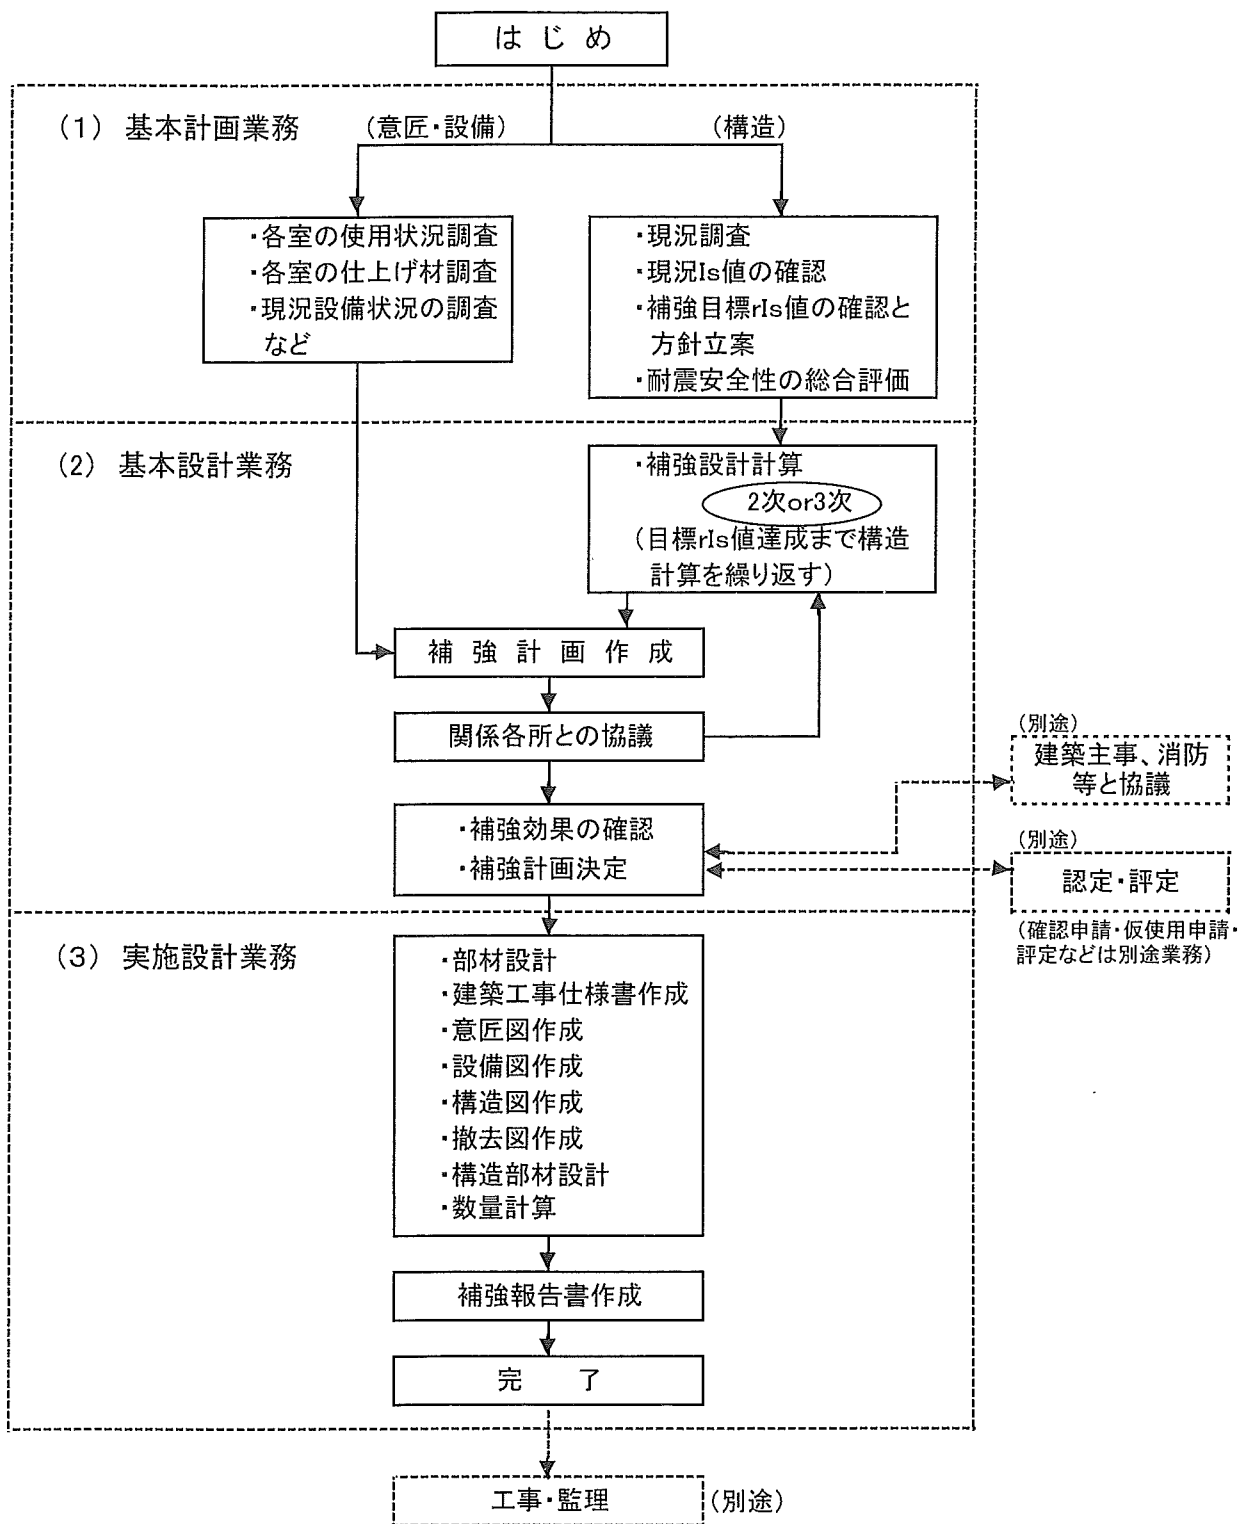 はじめ
(1) 基本計画業務
(意匠・設備)
(構造)
・各室の使用状況調査
・各室の仕上げ材調査
・現況設備状況の調査
など
・現況調査
・現況Is値の確認
・補強目標rIs値の確認と
方針立案
・耐震安全性の総合評価
(2) 基本設計業務
・補強設計計算
2次or3次
(目標rIs値達成まで構造
計算を繰り返す)
補強計画作成
関係各所との協議
(別途)
建築主事、消防
等と協議
・補強効果の確認
・補強計画決定
(別途)
認定・評定
(確認申請・仮使用申請・
評定などは別途業務)
(3) 実施設計業務
・部材設計
・建築工事仕様書作成
・意匠図作成
・設備図作成
・構造図作成
・撤去図作成
・構造部材設計
・数量計算
補強報告書作成
完了
工事・監理
(別途)